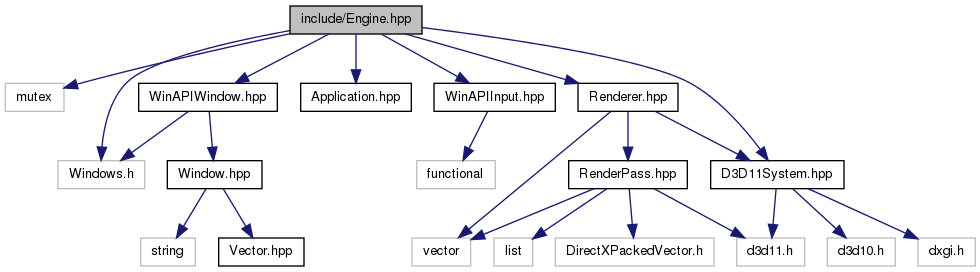 include/Engine.hpp
mutex
WinAPIWindow.hpp
Application.hpp
WinAPIInput.hpp
Renderer.hpp
Windows.h
Window.hpp
functional
RenderPass.hpp
D3D11System.hpp
string
Vector.hpp
vector
list
DirectXPackedVector.h
d3d11.h
d3d10.h
dxgi.h